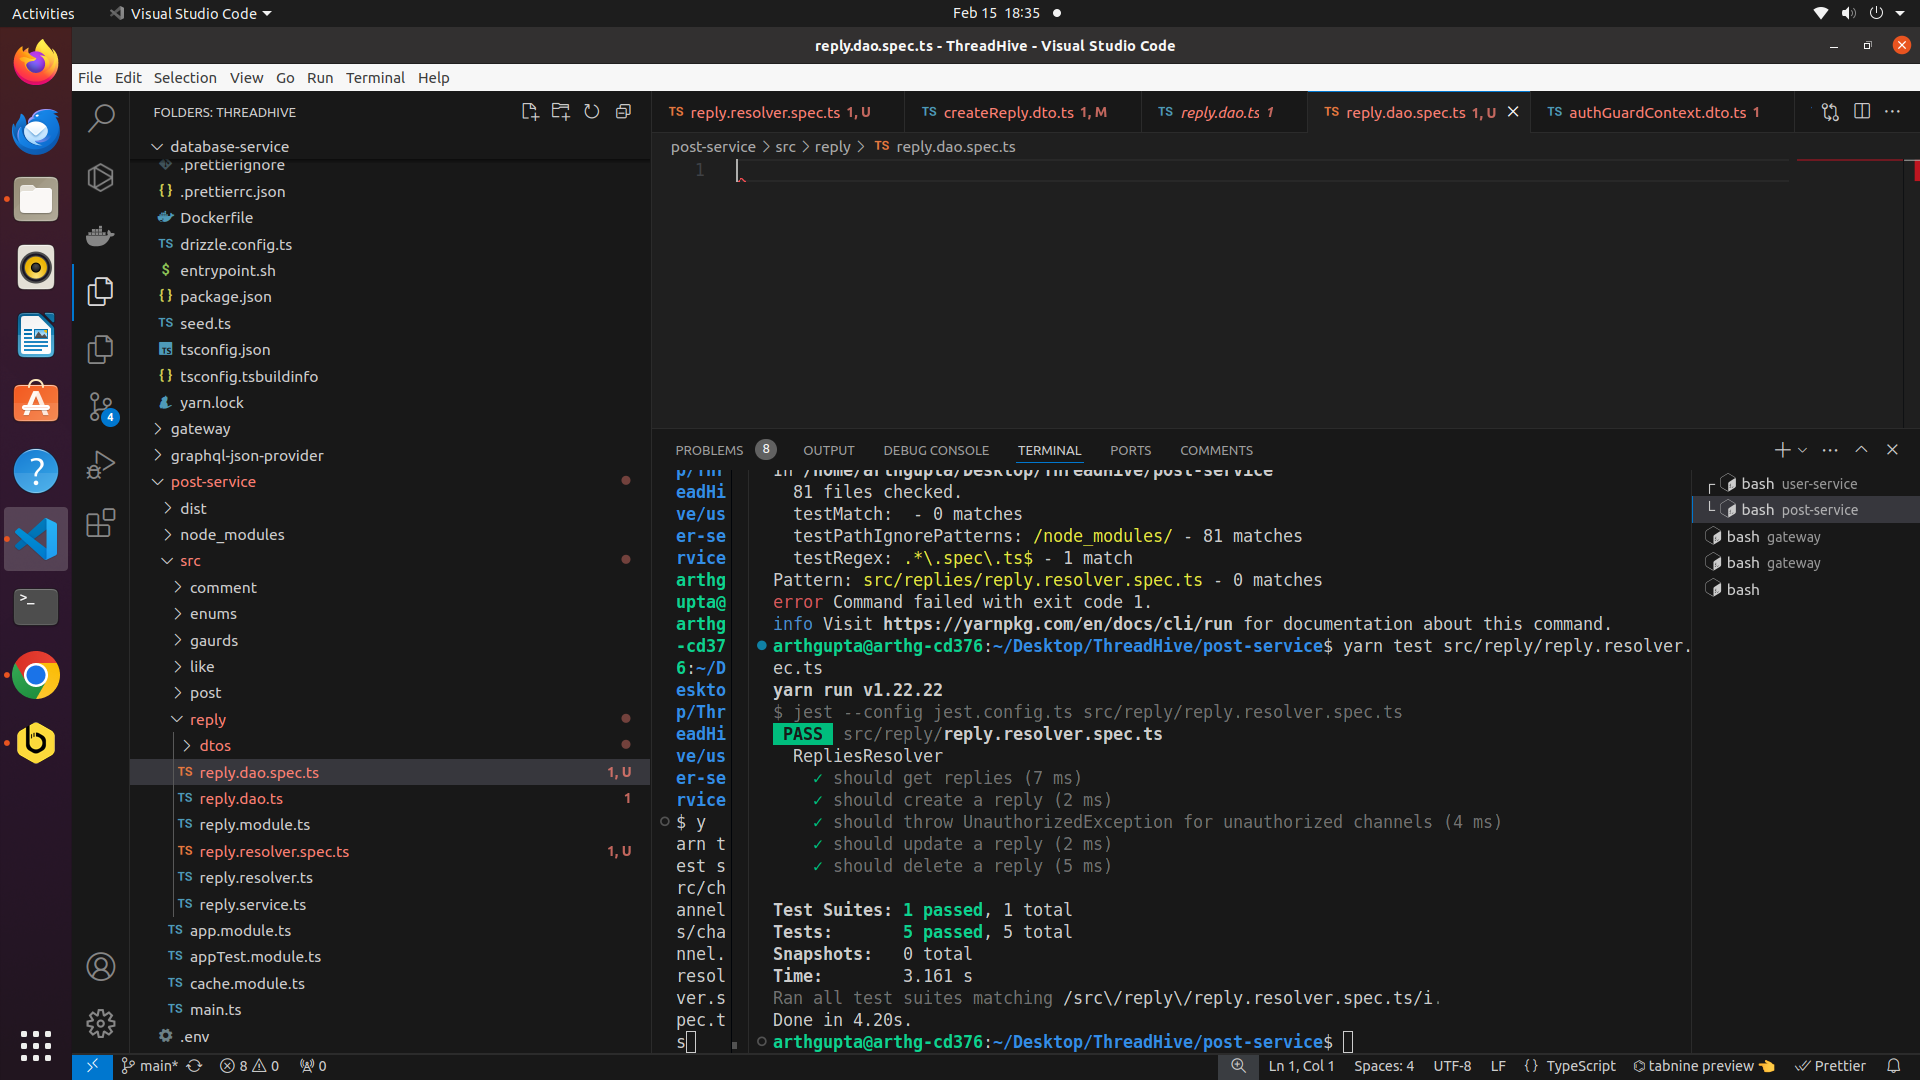 Activities
Visual Studio Code
Feb 15 18:35
reply.dao.spec.ts - ThreadHive - Visual Studio Code
File Edit Selection View Go Run Terminal Help
FOLDERS: THREADHIVE
database-service
.prettierignore
{} .prettierrc.json
Dockerfile
TS drizzle.config.ts
$ entrypoint.sh
{} package.json
TS seed.ts
TS tsconfig.json
{} tsconfig.tsbuildinfo
yarn.lock
gateway
graphql-json-provider
post-service
dist
node_modules
src
comment
enums
gaurds
like
post
reply
dtos
TS reply.dao.spec.ts 1, U
TS reply.dao.ts 1
TS reply.module.ts
TS reply.resolver.spec.ts 1, U
TS reply.resolver.ts
TS reply.service.ts
TS app.module.ts
TS appTest.module.ts
TS cache.module.ts
TS main.ts
.env
4
TS reply.resolver.spec.ts 1, U
TS createReply.dto.ts 1, M
TS reply.dao.ts 1
TS reply.dao.spec.ts 1, U
TS authGuardContext.dto.ts 1
post-service > src > reply > TS reply.dao.spec.ts
1
PROBLEMS 8 OUTPUT DEBUG CONSOLE TERMINAL PORTS COMMENTS
p/Thr
eadHi
ve/us
er-se
rvice
arthg
upta@
arthg
-cd37
6:~/D
eskto
p/Thr
eadHi
ve/us
er-se
rvice
$ y
arn t
est s
rc/ch
annel
s/cha
nnel.
resol
ver.s
pec.t
s
in /home/arthgupta/Desktop/ThreadHive/post-service
81 files checked.
testMatch:  - 0 matches
testPathIgnorePatterns: /node_modules/ - 81 matches
testRegex: .*\.spec\.ts$ - 1 match
Pattern: src/replies/reply.resolver.spec.ts - 0 matches
error Command failed with exit code 1.
info Visit https://yarnpkg.com/en/docs/cli/run for documentation about this command.
arthgupta@arthg-cd376:~/Desktop/ThreadHive/post-service$ yarn test src/reply/reply.resolver.
ec.ts
yarn run v1.22.22
$ jest --config jest.config.ts src/reply/reply.resolver.spec.ts
PASS src/reply/reply.resolver.spec.ts
RepliesResolver
✓ should get replies (7 ms)
✓ should create a reply (2 ms)
✓ should throw UnauthorizedException for unauthorized channels (4 ms)
✓ should update a reply (2 ms)
✓ should delete a reply (5 ms)
Test Suites: 1 passed, 1 total
Tests: 5 passed, 5 total
Snapshots: 0 total
Time: 3.161 s
Ran all test suites matching /src\/reply\/reply.resolver.spec.ts/i.
Done in 4.20s.
arthgupta@arthg-cd376:~/Desktop/ThreadHive/post-service$
bash user-service
bash post-service
bash gateway
bash gateway
bash
main* 8 0 0
Ln 1, Col 1 Spaces: 4 UTF-8 LF {} TypeScript tabnine preview Prettier